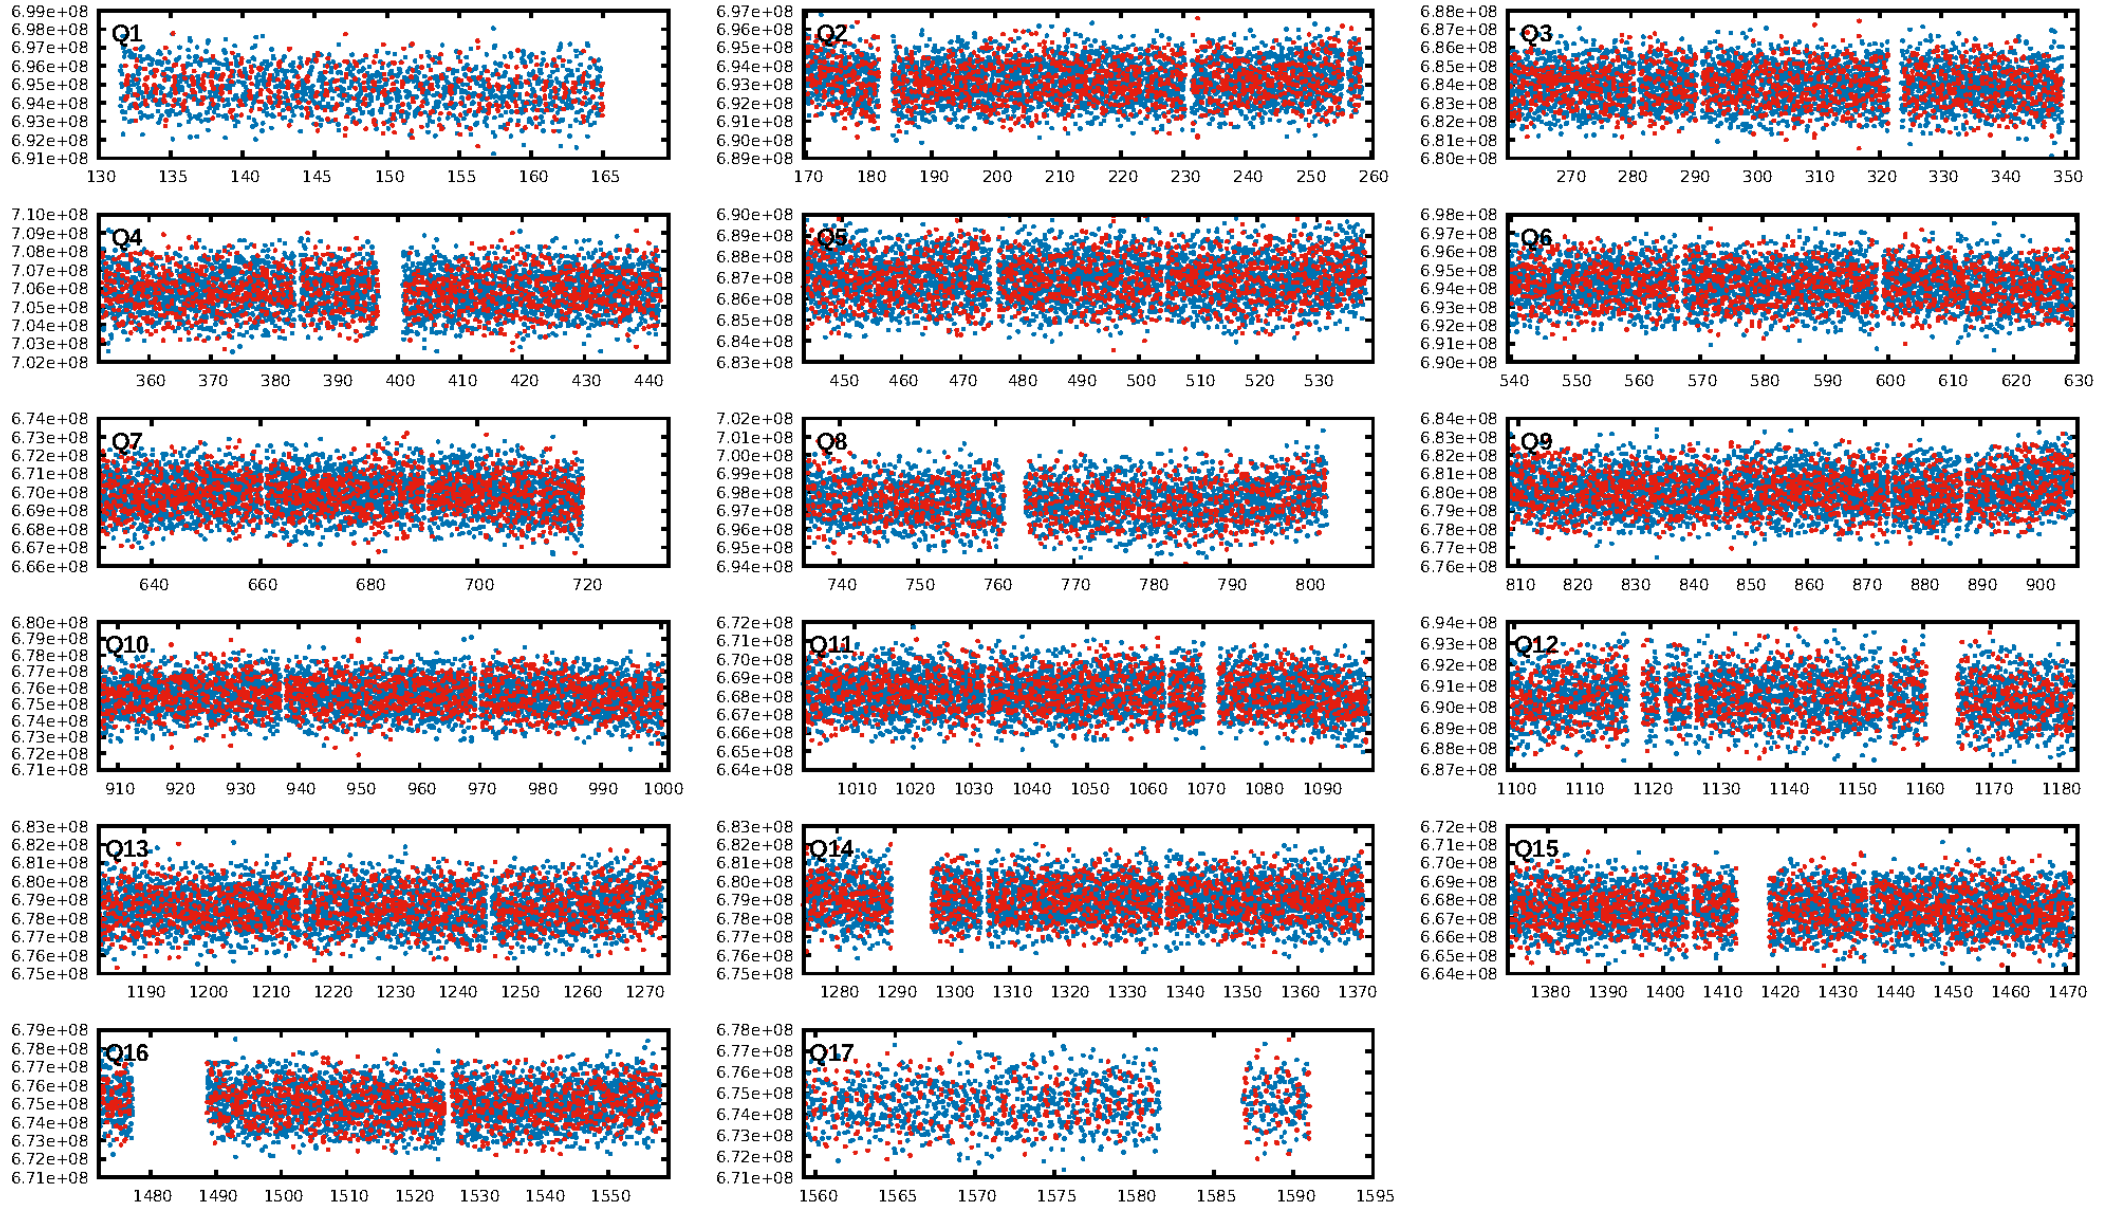 6.99e+08 6.98e+08 6.97e+08 6.96e+08 6.95e+08 6.94e+08 6.93e+08 6.92e+08 6.91e+08
Q1
130 135 140 145 150 155 160 165
6.97e+08 6.96e+08 6.95e+08 6.94e+08 6.93e+08 6.92e+08 6.91e+08 6.90e+08 6.89e+08
Q2
170 180 190 200 210 220 230 240 250 260
6.88e+08 6.87e+08 6.86e+08 6.85e+08 6.84e+08 6.83e+08 6.82e+08 6.81e+08 6.80e+08
Q3
270 280 290 300 310 320 330 340 350
7.10e+08 7.09e+08 7.08e+08 7.07e+08 7.06e+08 7.05e+08 7.04e+08 7.03e+08 7.02e+08
Q4
360 370 380 390 400 410 420 430 440
6.90e+08 6.89e+08 6.88e+08 6.87e+08 6.86e+08 6.85e+08 6.84e+08 6.83e+08
Q5
450 460 470 480 490 500 510 520 530
6.98e+08 6.97e+08 6.96e+08 6.95e+08 6.94e+08 6.93e+08 6.92e+08 6.91e+08 6.90e+08
Q6
540 550 560 570 580 590 600 610 620 630
6.74e+08 6.73e+08 6.72e+08 6.71e+08 6.70e+08 6.69e+08 6.68e+08 6.67e+08 6.66e+08
Q7
640 660 680 700 720
7.02e+08 7.01e+08 7.00e+08 6.99e+08 6.98e+08 6.97e+08 6.96e+08 6.95e+08 6.94e+08
Q8
740 750 760 770 780 790 800
6.84e+08 6.83e+08 6.82e+08 6.81e+08 6.80e+08 6.79e+08 6.78e+08 6.77e+08 6.76e+08
Q9
810 820 830 840 850 860 870 880 890 900
6.80e+08 6.79e+08 6.78e+08 6.77e+08 6.76e+08 6.75e+08 6.74e+08 6.73e+08 6.72e+08 6.71e+08
Q10
910 920 930 940 950 960 970 980 990 1000
6.72e+08 6.71e+08 6.70e+08 6.69e+08 6.68e+08 6.67e+08 6.66e+08 6.65e+08 6.64e+08
Q11
1010 1020 1030 1040 1050 1060 1070 1080 1090
6.94e+08 6.93e+08 6.92e+08 6.91e+08 6.90e+08 6.89e+08 6.88e+08 6.87e+08
Q12
1100 1110 1120 1130 1140 1150 1160 1170 1180
6.83e+08 6.82e+08 6.81e+08 6.80e+08 6.79e+08 6.78e+08 6.77e+08 6.76e+08 6.75e+08
Q13
1190 1200 1210 1220 1230 1240 1250 1260 1270
6.83e+08 6.82e+08 6.81e+08 6.80e+08 6.79e+08 6.78e+08 6.77e+08 6.76e+08 6.75e+08
Q14
1280 1290 1300 1310 1320 1330 1340 1350 1360 1370
6.72e+08 6.71e+08 6.70e+08 6.69e+08 6.68e+08 6.67e+08 6.66e+08 6.65e+08 6.64e+08
Q15
1380 1390 1400 1410 1420 1430 1440 1450 1460 1470
6.79e+08 6.78e+08 6.77e+08 6.76e+08 6.75e+08 6.74e+08 6.73e+08 6.72e+08 6.71e+08
Q16
1480 1490 1500 1510 1520 1530 1540 1550
6.78e+08 6.77e+08 6.76e+08 6.75e+08 6.74e+08 6.73e+08 6.72e+08 6.71e+08
Q17
1560 1565 1570 1575 1580 1585 1590 1595